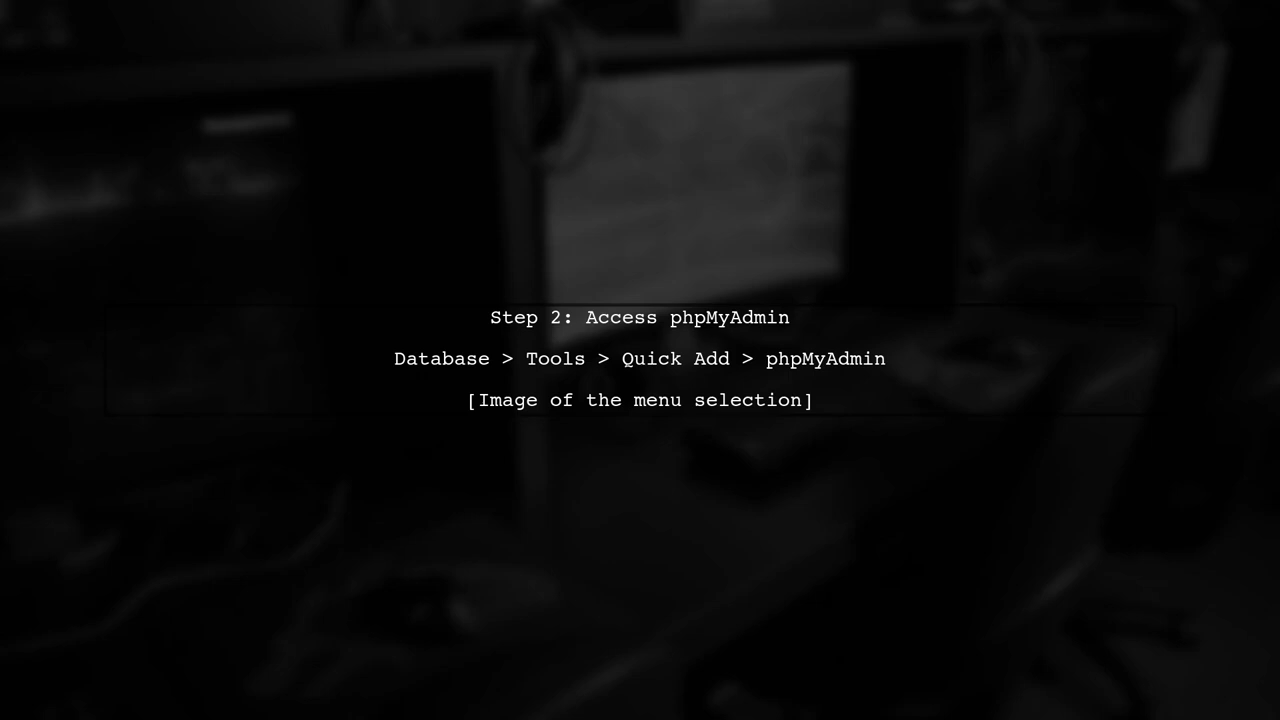 Step 2: Access phpMyAdmin
Database > Tools > Quick Add > phpMyAdmin
[Image of the menu selection]